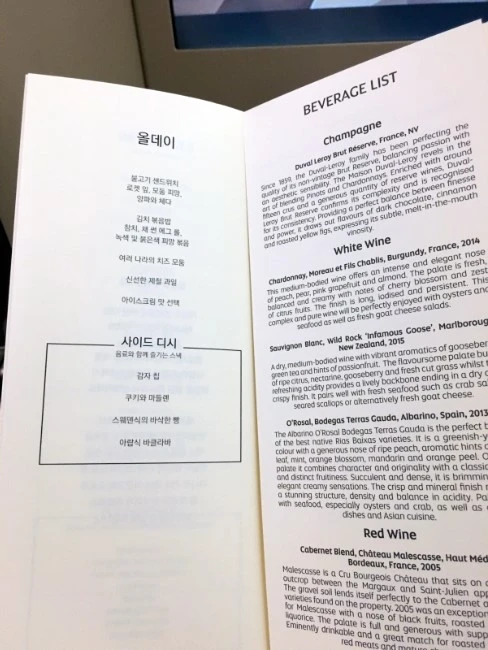 올데이
불고기 샌드위치
로켓 잎, 모둠 피망,
양파와 체다
김치 볶음밥
참치, 채 썬 에그 롤,
녹색 및 붉은색 피망 볶음
여러 나라의 치즈 모둠
신선한 제철 과일
아이스크림 맛 선택
사이드 디시
음료와 함께 즐기는 스낵
감자 칩
쿠키와 마들렌
스웨덴식의 바삭한 빵
아랍식 바클라바
BEVERAGE LIST
Champagne
Duval Leroy Brut Réserve, France, NV
Since 1859, the Duval-Leroy family has been perfecting the
quality of its non-vintage Brut Reserve, balancing passion with
an aesthetic sensibility. The Maison Duval-Leroy revels in the
art of blending Pinots and Chardonnays. Enriched with around
fifteen crus and a generous quantity of reserve wines, Duval-
Leroy Brut Reserve confirms its complexity and is recognised
for its consistency. Providing a perfect balance between finesse
and power, it draws on flavours of dark chocolate, cinnamon
and roasted yellow figs, expressing its subtle, melt-in-the-mouth
vinosity.
White Wine
Chardonnay, Moreau et Fils Chablis, Burgundy, France, 2014
This medium-bodied wine offers an intense and elegant nose
of peach, pear, pink grapefruit and almond. The palate is fresh,
balanced and creamy with notes of cherry blossom and zest
of citrus fruits. The finish is long, iodised and persistent. This
complex and pure wine will be perfectly enjoyed with oysters and
seafood as well as fresh goat cheese salads.
Sauvignon Blanc, Wild Rock 'Infamous Goose', Marlboroug
New Zealand, 2015
A dry, medium-bodied wine with vibrant aromatics of gooseber
green tea and hints of passionfruit. The flavoursome palate bu
of ripe citrus, nectarine, gooseberry and fresh cut grass whilst
refreshing acidity provides a lively backbone ending in a dry c
crispy finish. It pairs well with fresh seafood such as crab sa
seared scallops or alternatively fresh goat cheese.
O'Rosal, Bodegas Terras Gauda, Albarino, Spain, 2013
The Albarino O'Rosal Bodegas Terras Gauda is the perfect b
of the best native Rias Baixas varieties. It is a greenish-y
colour with a generous nose of ripe peach, aromatic hints
leaf, mint, orange blossom, mandarin and orange peel. O
palate it combines character and originality with a classic
and distinct fruitiness. Succulent and dense, it is brimmin
elegant creamy sensations. The crisp and mineral finish
a stunning structure, density and balance in acidity. Pa
with seafood, especially oysters and crab, as well as
dishes and Asian cuisine.
Red Wine
Cabernet Blend, Château Malescasse, Haut Méd
Bordeaux, France, 2005
Malescasse is a Cru Bourgeois Château that sits on
outcrop between the Margaux and Saint-Julien app
The gravel soil lends itself perfectly to the Cabernet
varieties found on the property. 2005 was an exception
for Malescasse with a nose of black fruits, roasted
liquorice. The palate is full and generous with supp
Eminently drinkable and a great match for roasted
red meats and mature